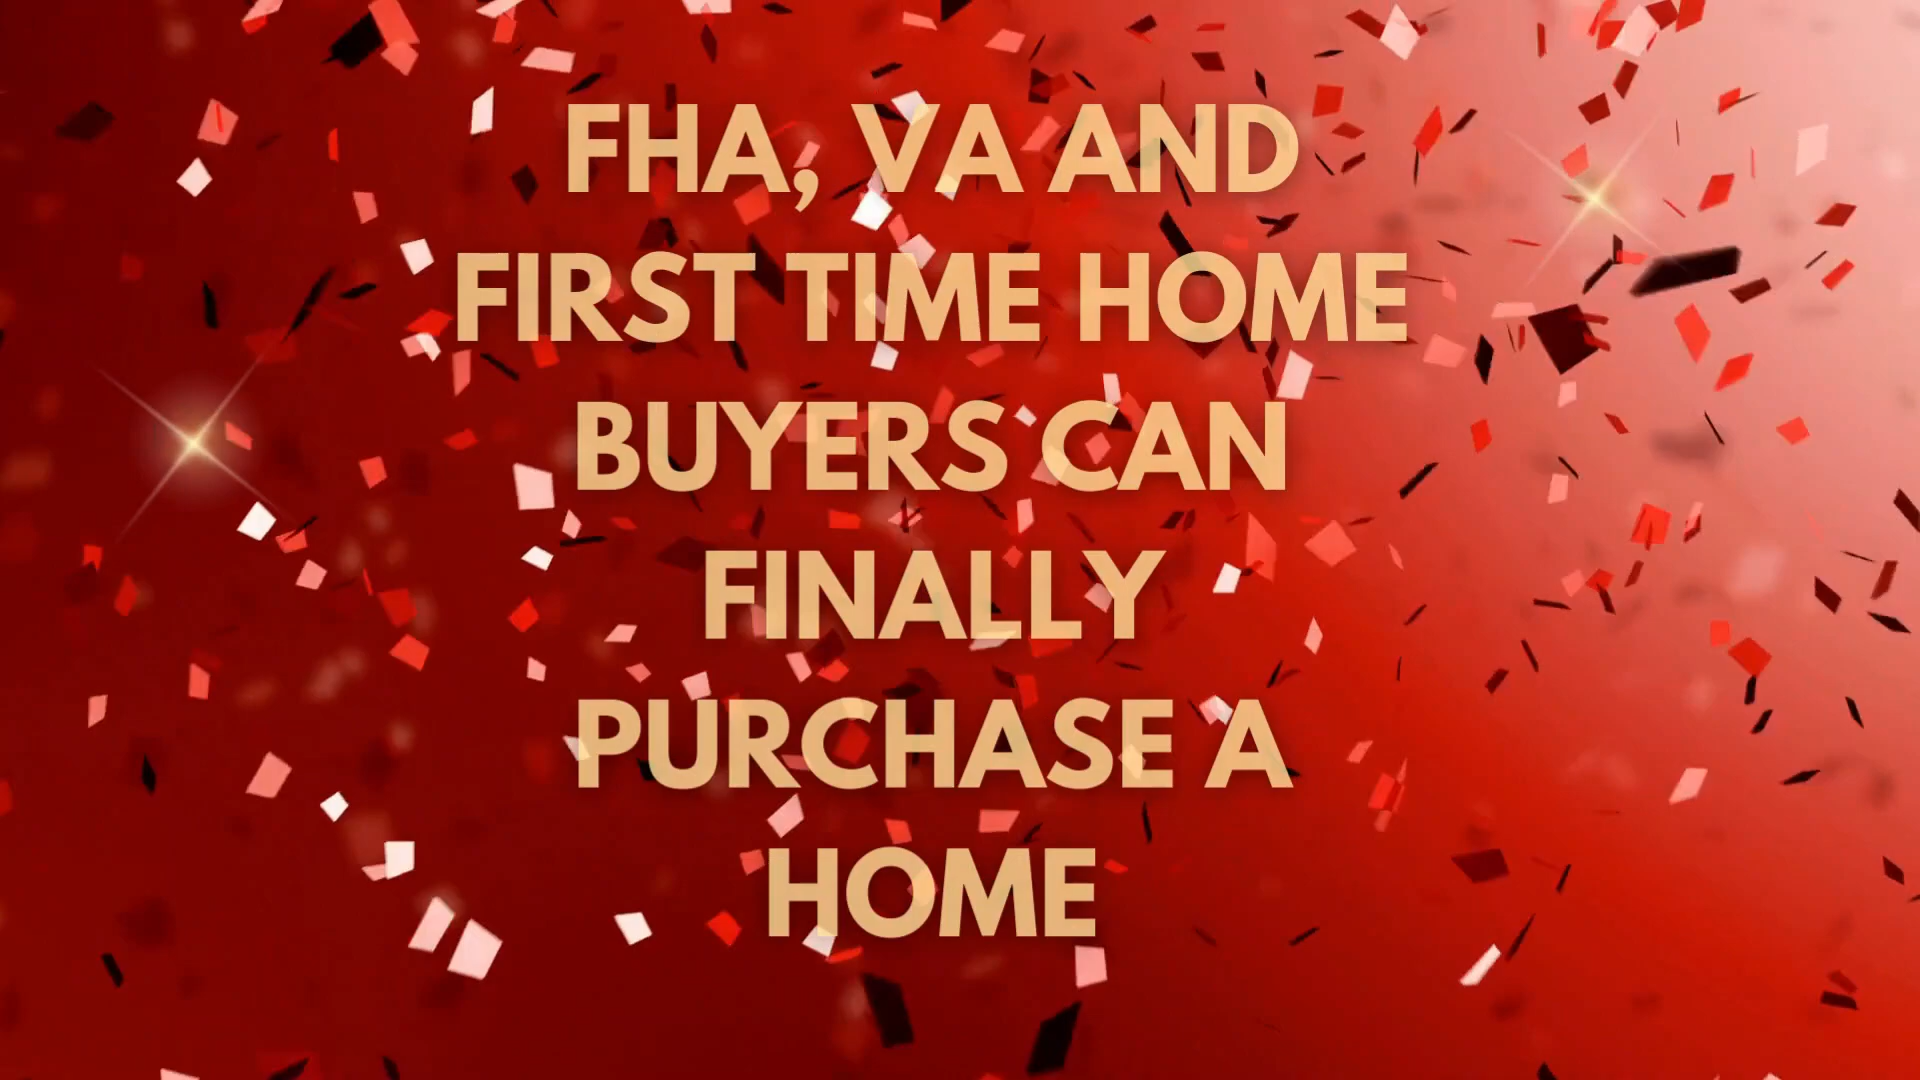 FHA, VA AND
FIRST TIME HOME
BUYERS CAN
FINALLY
PURCHASE A
HOME